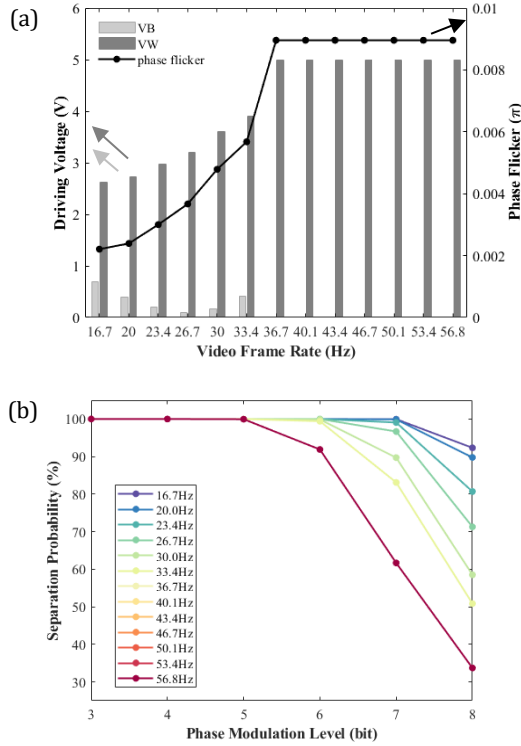 (a)
VB
VW
phase flicker
Driving Voltage (V)
6
5
4
3
2
1
0
0.01
0.008
0.006
0.004
0.002
0
Phase Flicker (π)
16.7 20 23.4 26.7 30 33.4 36.7 40.1 43.4 46.7 50.1 53.4 56.8
Video Frame Rate (Hz)
(b)
Separation Probability (%)
100
90
80
70
60
50
40
30
16.7Hz
20.0Hz
23.4Hz
26.7Hz
30.0Hz
33.4Hz
36.7Hz
40.1Hz
43.4Hz
46.7Hz
50.1Hz
53.4Hz
56.8Hz
3 4 5 6 7 8
Phase Modulation Level (bit)